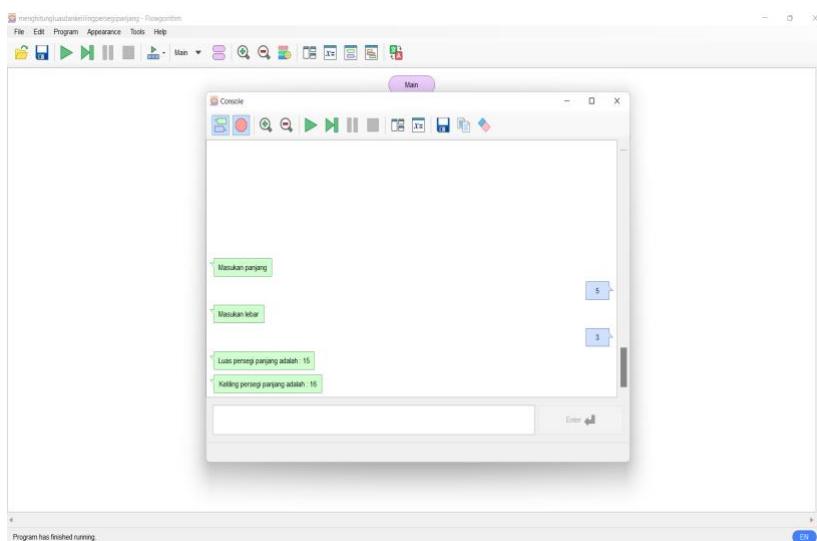 menghitungluasdankelilingpersegipanjang - Flowgorithm
File Edit Program Appearance Tools Help
Main
Main
Console
Masukan panjang
5
Masukan lebar
3
Luas persegi panjang adalah : 15
Keliling persegi panjang adalah : 16
Enter
Program has finished running.
EN